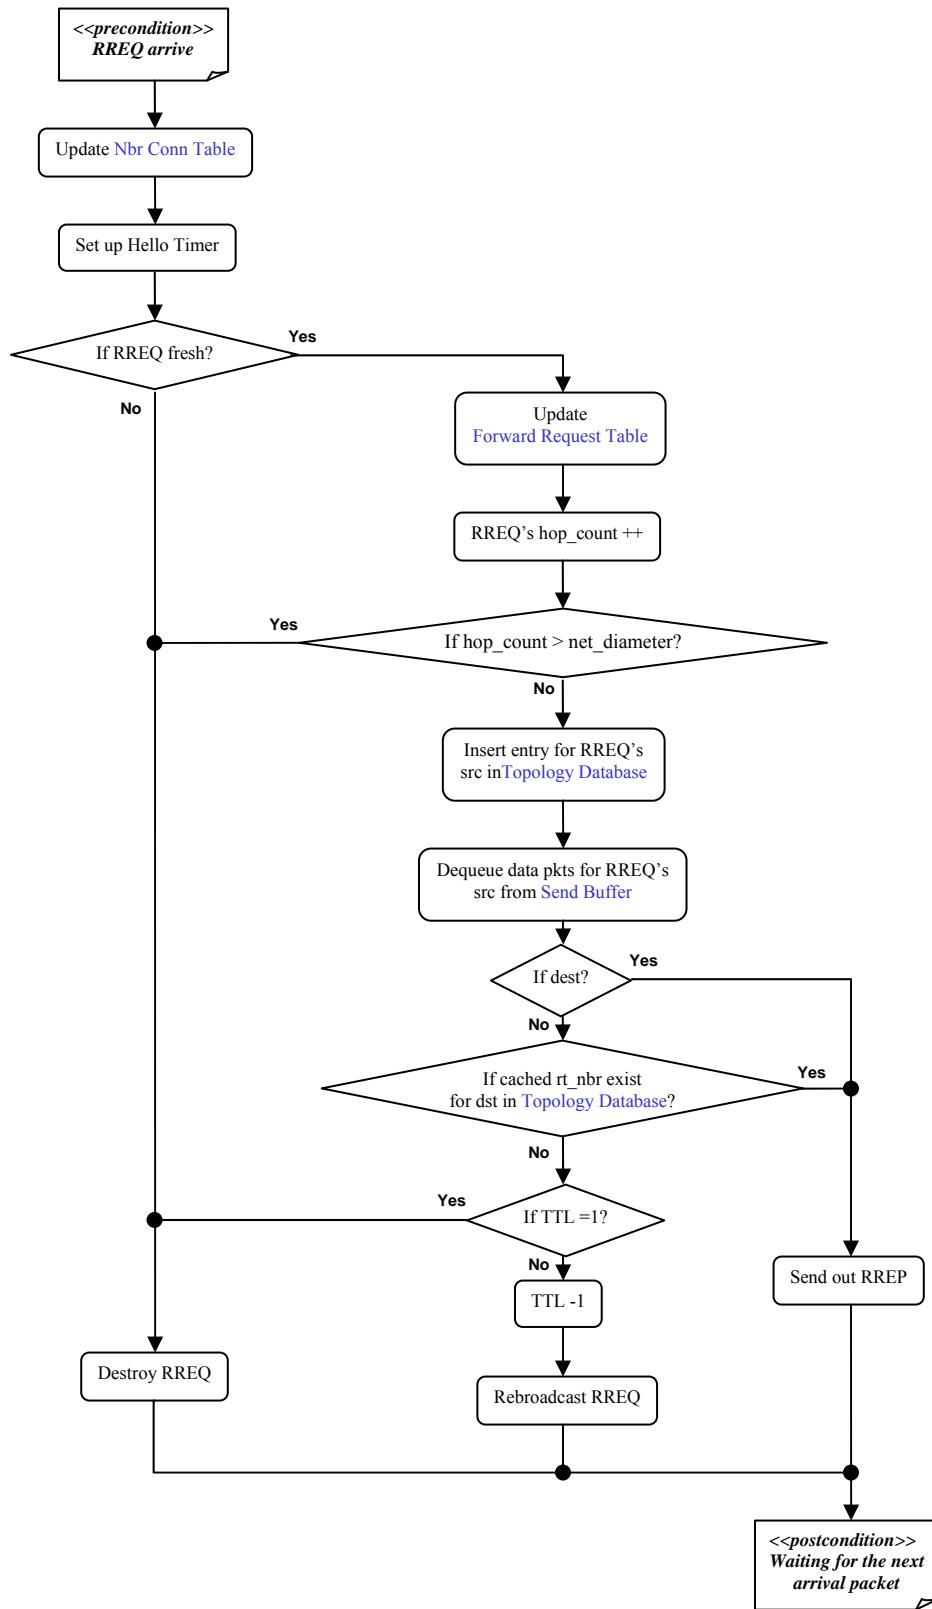 <<precondition>>
RREQ arrive
Update Nbr Conn Table
Set up Hello Timer
If RREQ fresh?
Yes
No
Update
Forward Request Table
RREQ's hop_count ++
If hop_count > net_diameter?
Yes
No
Insert entry for RREQ's
src inTopology Database
Dequeue data pkts for RREQ's
src from Send Buffer
If dest?
Yes
No
If cached rt_nbr exist
for dst in Topology Database?
Yes
No
If TTL =1?
Yes
No
TTL -1
Send out RREP
Destroy RREQ
Rebroadcast RREQ
<<postcondition>>
Waiting for the next
arrival packet